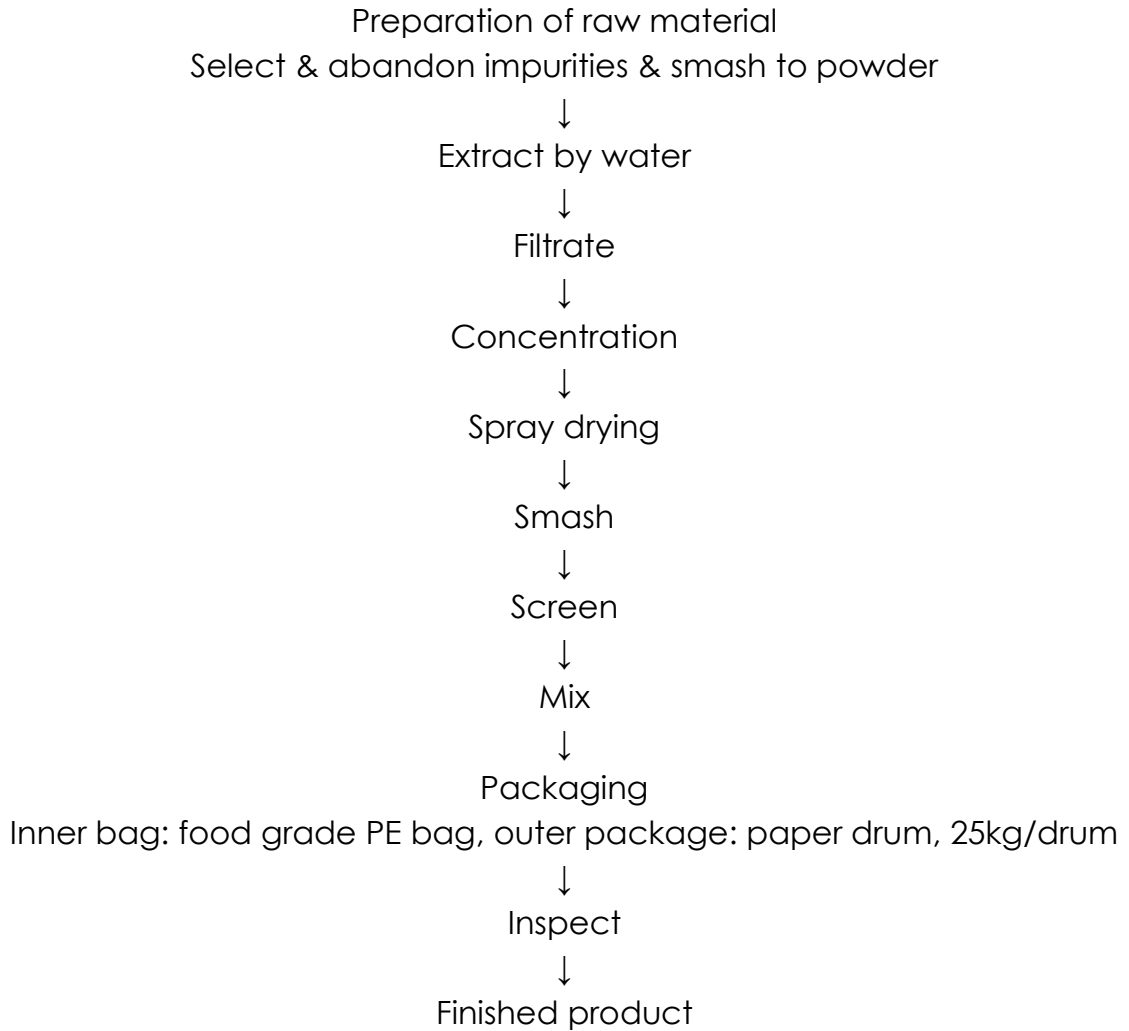 Preparation of raw material
Select & abandon impurities & smash to powder
↓
Extract by water
↓
Filtrate
↓
Concentration
↓
Spray drying
↓
Smash
↓
Screen
↓
Mix
↓
Packaging
Inner bag: food grade PE bag, outer package: paper drum, 25kg/drum
↓
Inspect
↓
Finished product